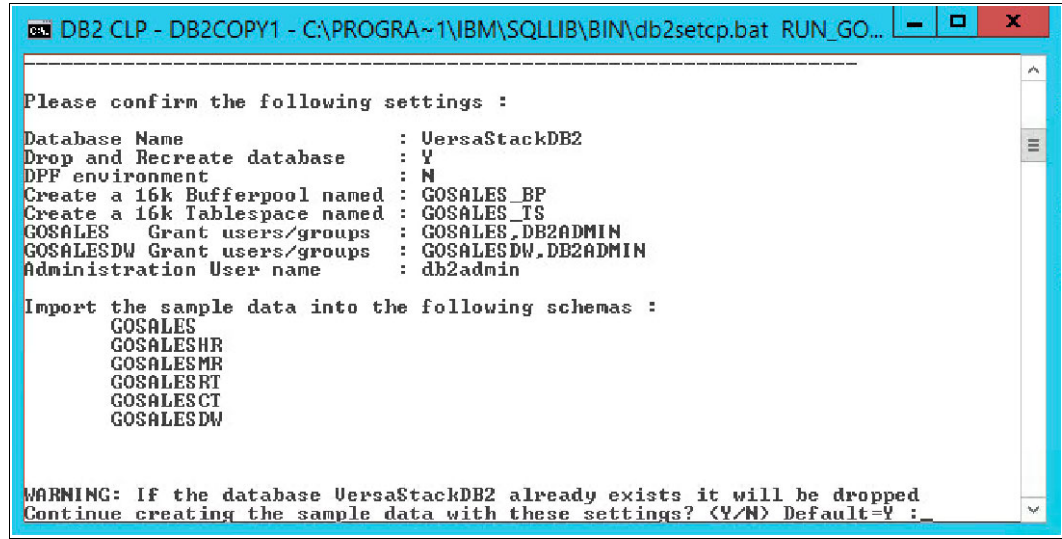 DB2 CLP - DB2COPY1 - C:\PROGRA~1\IBM\SQLLIB\BIN\db2setcp.bat RUN_GO...
----------------------------------------------------------------------
Please confirm the following settings :
Database Name : VersaStackDB2
Drop and Recreate database : Y
DPF environment : N
Create a 16k Bufferpool named : GOSALES_BP
Create a 16k Tablespace named : GOSALES_TS
GOSALES Grant users/groups : GOSALES,DB2ADMIN
GOSALESDW Grant users/groups : GOSALESDW,DB2ADMIN
Administration User name : db2admin
Import the sample data into the following schemas :
GOSALES
GOSALESHR
GOSALESMR
GOSALESRT
GOSALESCT
GOSALESDW
WARNING: If the database VersaStackDB2 already exists it will be dropped
Continue creating the sample data with these settings? (Y/N) Default=Y :_